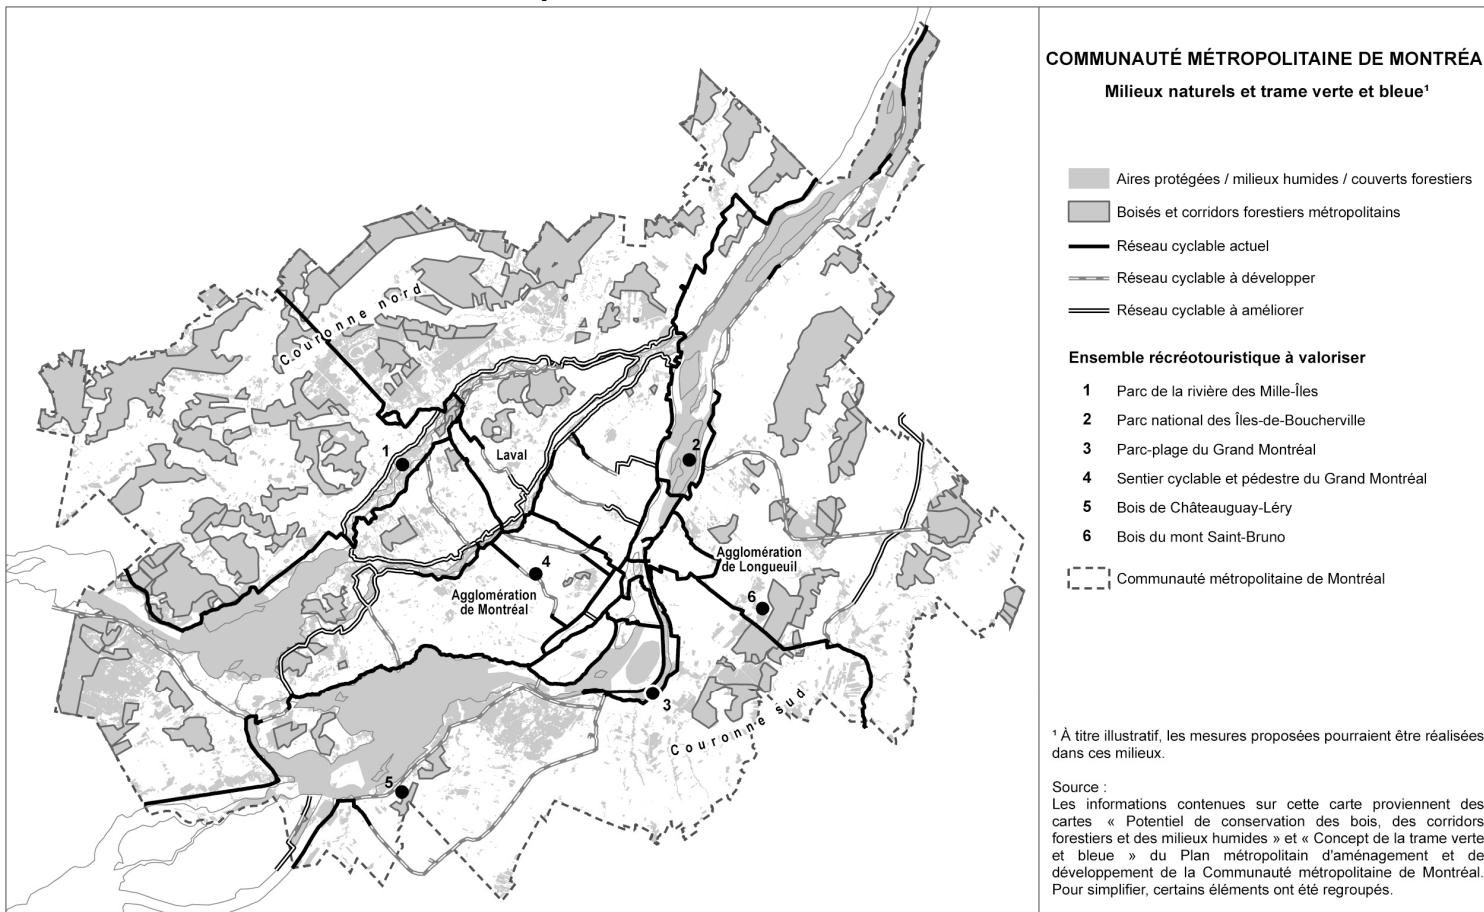 COMMUNAUTÉ MÉTROPOLITAINE DE MONTRÉA
Milieux naturels et trame verte et bleue¹
Aires protégées / milieux humides / couverts forestiers
Boisés et corridors forestiers métropolitains
Réseau cyclable actuel
Réseau cyclable à développer
Réseau cyclable à améliorer
Ensemble récréotouristique à valoriser
1 Parc de la rivière des Mille-Îles
2 Parc national des Îles-de-Boucherville
3 Parc-plage du Grand Montréal
4 Sentier cyclable et pédestre du Grand Montréal
5 Bois de Châteauguay-Léry
6 Bois du mont Saint-Bruno
Communauté métropolitaine de Montréal
¹ À titre illustratif, les mesures proposées pourraient être réalisées
dans ces milieux.
Source :
Les informations contenues sur cette carte proviennent des
cartes « Potentiel de conservation des bois, des corridors
forestiers et des milieux humides » et « Concept de la trame verte
et bleue » du Plan métropolitain d'aménagement et de
développement de la Communauté métropolitaine de Montréal.
Pour simplifier, certains éléments ont été regroupés.
Couronne nord
1
Laval
2
4
Agglomération
de Montréal
Agglomération
de Longueuil
6
3
Couronne sud
5